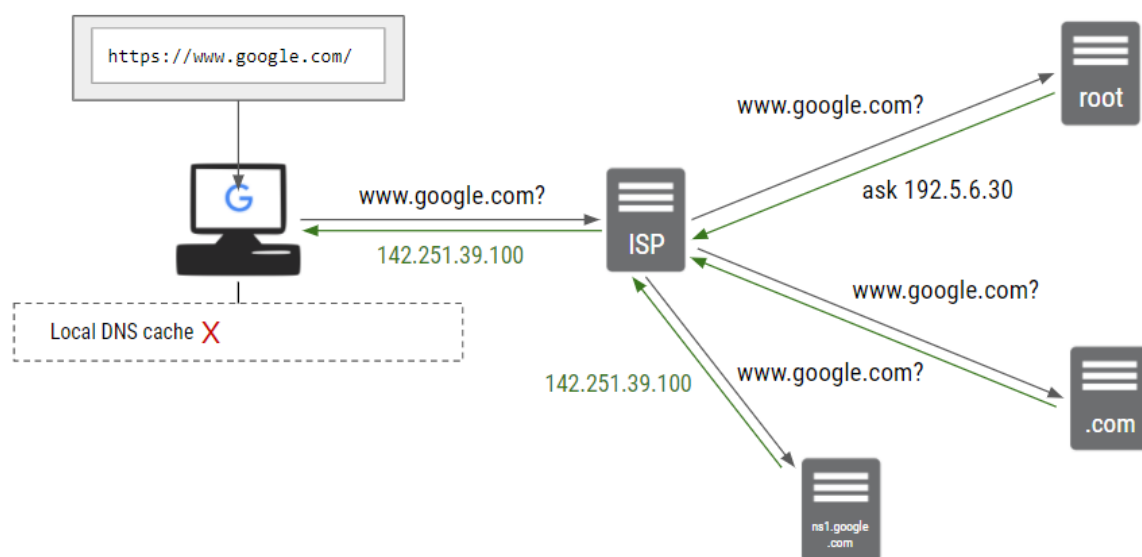 https://www.google.com/
www.google.com?
root
ask 192.5.6.30
G
www.google.com?
142.251.39.100
ISP
www.google.com?
Local DNS cache X
142.251.39.100
www.google.com?
.com
ns1.google
.com